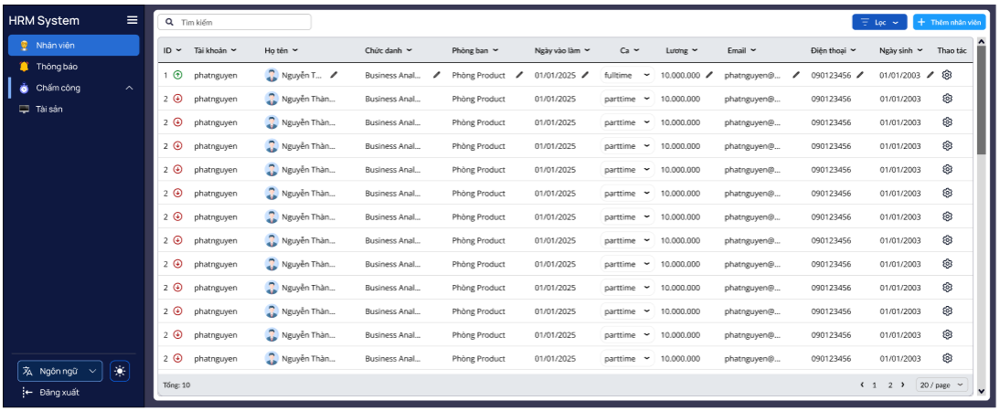 HRM System
Nhân viên
Thông báo
Chấm công
Tài sản
Ngôn ngữ
Đăng xuất
Tìm kiếm
Lọc
+ Thêm nhân viên
ID Tài khoản Họ tên Chức danh Phòng ban Ngày vào làm Ca Lương Email Điện thoại Ngày sinh Thao tác
1 phatnguyen Nguyễn T... Business Anal... Phòng Product 01/01/2025 fulltime 10.000.000 phatnguyen@... 090123456 01/01/2003
2 phatnguyen Nguyễn Thàn... Business Anal... Phòng Product 01/01/2025 parttime 10.000.000 phatnguyen@... 090123456 01/01/2003
2 phatnguyen Nguyễn Thàn... Business Anal... Phòng Product 01/01/2025 parttime 10.000.000 phatnguyen@... 090123456 01/01/2003
2 phatnguyen Nguyễn Thàn... Business Anal... Phòng Product 01/01/2025 parttime 10.000.000 phatnguyen@... 090123456 01/01/2003
2 phatnguyen Nguyễn Thàn... Business Anal... Phòng Product 01/01/2025 parttime 10.000.000 phatnguyen@... 090123456 01/01/2003
2 phatnguyen Nguyễn Thàn... Business Anal... Phòng Product 01/01/2025 parttime 10.000.000 phatnguyen@... 090123456 01/01/2003
2 phatnguyen Nguyễn Thàn... Business Anal... Phòng Product 01/01/2025 parttime 10.000.000 phatnguyen@... 090123456 01/01/2003
2 phatnguyen Nguyễn Thàn... Business Anal... Phòng Product 01/01/2025 parttime 10.000.000 phatnguyen@... 090123456 01/01/2003
2 phatnguyen Nguyễn Thàn... Business Anal... Phòng Product 01/01/2025 parttime 10.000.000 phatnguyen@... 090123456 01/01/2003
2 phatnguyen Nguyễn Thàn... Business Anal... Phòng Product 01/01/2025 parttime 10.000.000 phatnguyen@... 090123456 01/01/2003
2 phatnguyen Nguyễn Thàn... Business Anal... Phòng Product 01/01/2025 parttime 10.000.000 phatnguyen@... 090123456 01/01/2003
2 phatnguyen Nguyễn Thàn... Business Anal... Phòng Product 01/01/2025 parttime 10.000.000 phatnguyen@... 090123456 01/01/2003
2 phatnguyen Nguyễn Thàn... Business Anal... Phòng Product 01/01/2025 parttime 10.000.000 phatnguyen@... 090123456 01/01/2003
Tổng: 10
1 2
20 / page